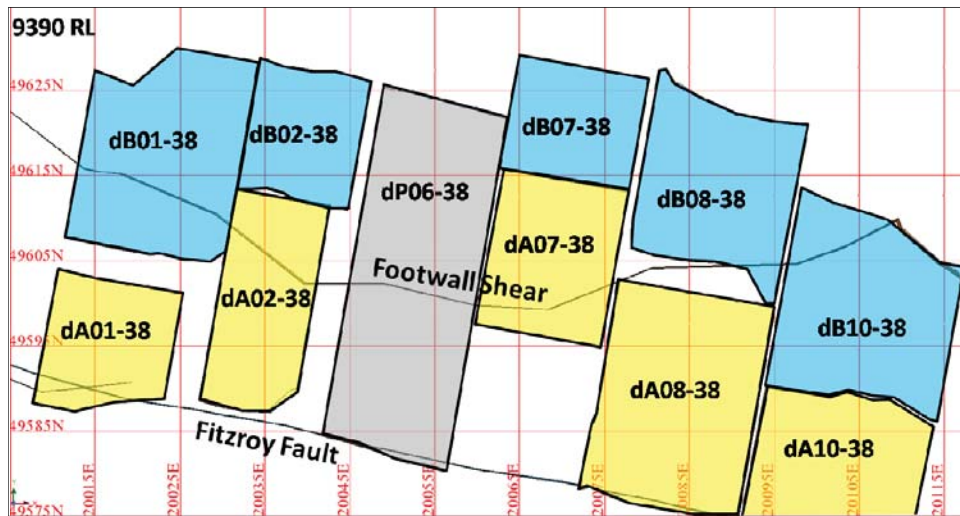 9390 RL
49625N
dB01-38
dB02-38
dB07-38
49615N
dP06-38
dB08-38
dA07-38
49605N
Footwall Shear
dA02-38
dA01-38
dB10-38
49595N
dA08-38
49585N
Fitzroy Fault
dA10-38
49575N
20015E
20025E
20035E
20045E
20055E
20065E
20075E
20085E
20095E
20105E
20115E